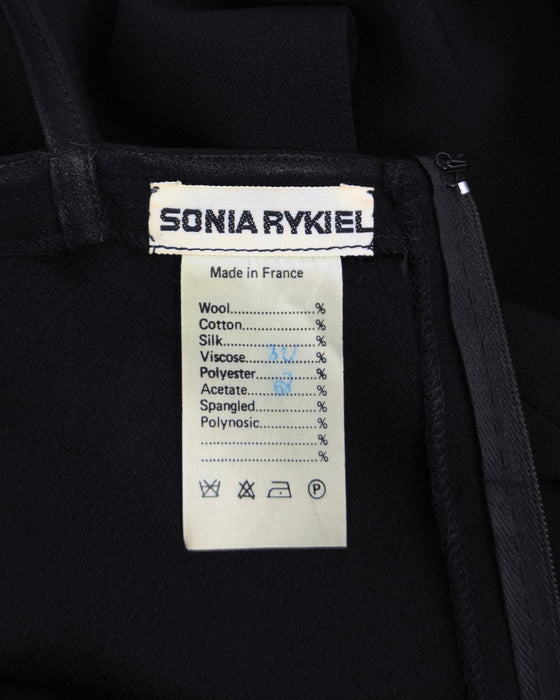 SONIA RYKIEL
Made in France
Wool......................%
Cotton...................%
Silk........................%
Viscose.................%
Polyester...............%
Acetate.................%
Spangled...............%
Polynosic..............%
.............................%
.............................%
P